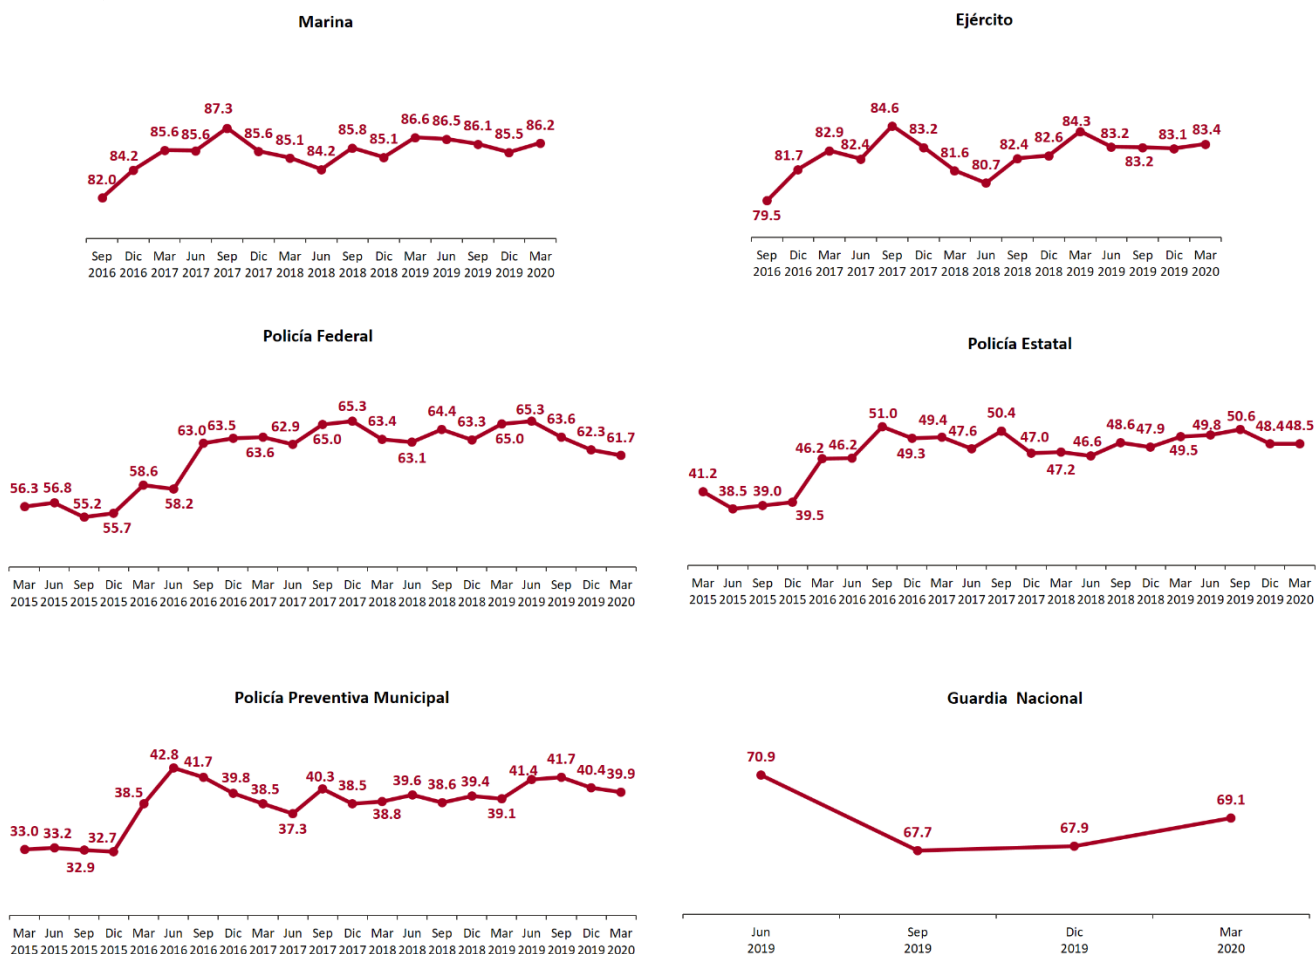 Marina
87.3
86.6 86.5 86.1 85.5 86.2
85.6 85.6 85.6 85.1 85.8 85.1
84.2 84.2
82.0
Sep Dic Mar Jun Sep Dic Mar Jun Sep Dic Mar Jun Sep Dic Mar
2016 2016 2017 2017 2017 2017 2018 2018 2018 2018 2019 2019 2019 2019 2020
Ejército
84.6 84.3
82.9 83.2 83.2 83.1 83.4
81.7 82.4 81.6 82.4 82.6
80.7 83.2
79.5
Sep Dic Mar Jun Sep Dic Mar Jun Sep Dic Mar Jun Sep Dic Mar
2016 2016 2017 2017 2017 2017 2018 2018 2018 2018 2019 2019 2019 2019 2020
Policía Federal
63.0 63.5 62.9 65.3 63.4 64.4 63.3 65.3 63.6 62.3 61.7
63.6 65.0 63.1 65.0
56.3 56.8 55.2 58.6
55.7 58.2
Mar Jun Sep Dic Mar Jun Sep Dic Mar Jun Sep Dic Mar Jun Sep Dic Mar Jun Sep Dic Mar
2015 2015 2015 2015 2016 2016 2016 2016 2017 2017 2017 2017 2018 2018 2018 2018 2019 2019 2019 2019 2020
Policía Estatal
46.2 46.2 51.0 49.4 47.6 50.4 47.0 46.6 48.6 47.9 49.8 50.6 48.4 48.5
41.2 49.3 47.2 49.5
38.5 39.0
39.5
Mar Jun Sep Dic Mar Jun Sep Dic Mar Jun Sep Dic Mar Jun Sep Dic Mar Jun Sep Dic Mar
2015 2015 2015 2015 2016 2016 2016 2016 2017 2017 2017 2017 2018 2018 2018 2018 2019 2019 2019 2019 2020
Policía Preventiva Municipal
42.8 41.7 39.8 38.5 40.3 38.5 39.6 38.6 39.4 41.4 41.7 40.4 39.9
38.5
33.0 33.2 32.7 37.3 38.8 39.1
32.9
Mar Jun Sep Dic Mar Jun Sep Dic Mar Jun Sep Dic Mar Jun Sep Dic Mar Jun Sep Dic Mar
2015 2015 2015 2015 2016 2016 2016 2016 2017 2017 2017 2017 2018 2018 2018 2018 2019 2019 2019 2019 2020
Guardia Nacional
70.9
67.7 67.9 69.1
Jun Sep Dic Mar
2019 2019 2019 2020